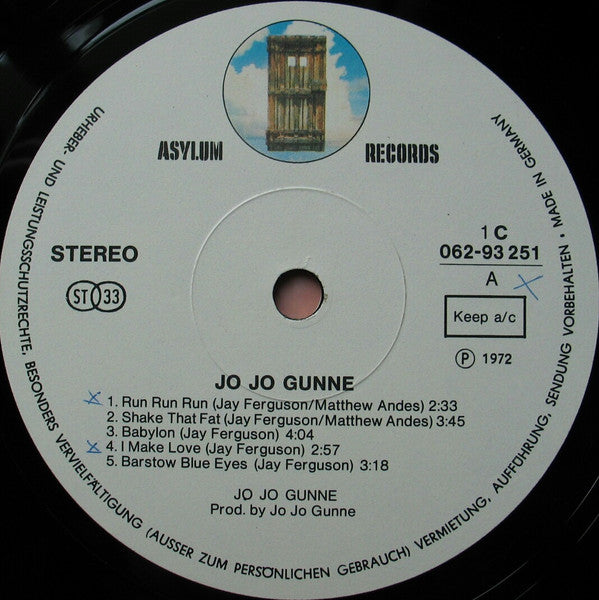 ASYLUM RECORDS
STEREO
ST 33
1 C
062-93 251
A
Keep a/c
Ⓟ 1972
JO JO GUNNE
1. Run Run Run (Jay Ferguson/Matthew Andes) 2:33
2. Shake That Fat (Jay Ferguson/Matthew Andes) 3:45
3. Babylon (Jay Ferguson) 4:04
4. I Make Love (Jay Ferguson) 2:57
5. Barstow Blue Eyes (Jay Ferguson) 3:18
JO JO GUNNE
Prod. by Jo Jo Gunne
URHEBER- UND LEISTUNGSSCHUTZRECHTE, BESONDERS VERVIELFÄLTIGUNG (AUSSER ZUM PERSÖNLICHEN GEBRAUCH) VERMIETUNG, AUFFÜHRUNG, SENDUNG VORBEHALTEN • MADE IN GERMANY